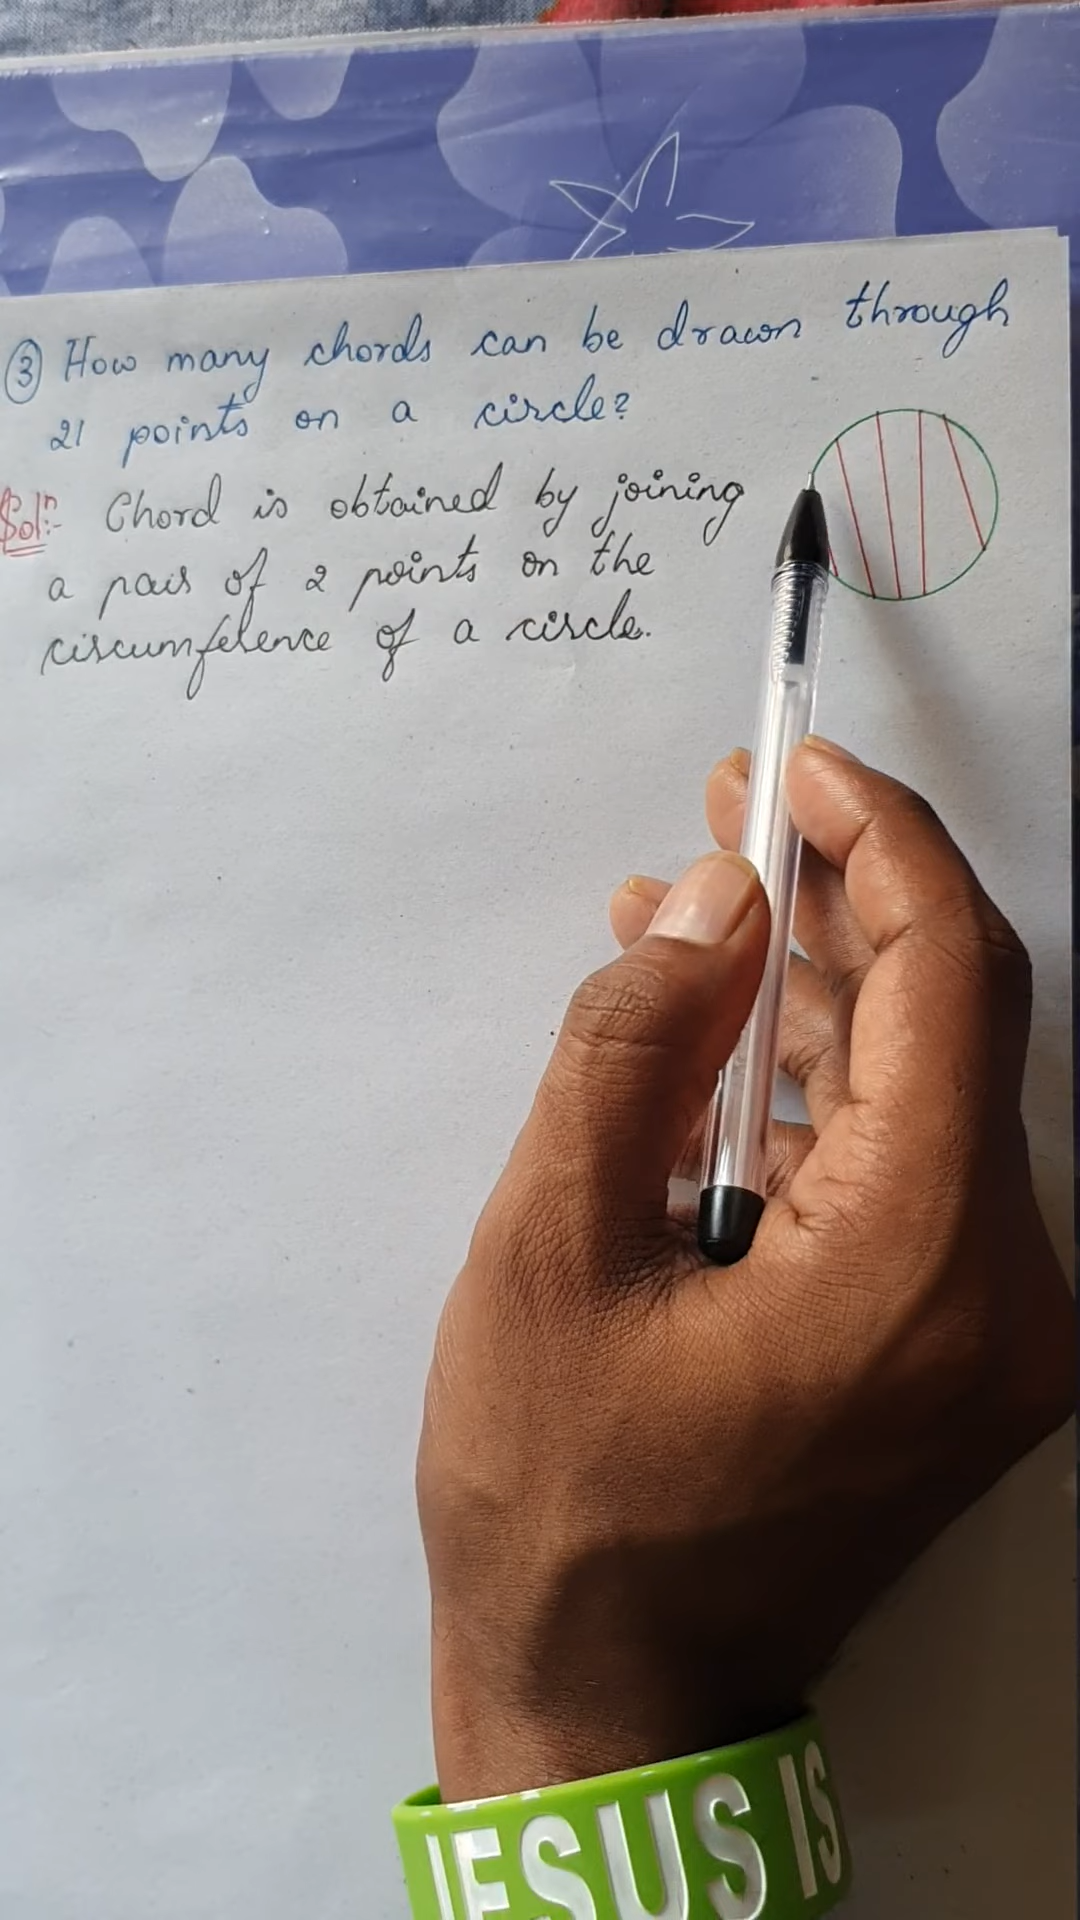 ③ How many chords can be drawn through
21 points on a circle?
Solⁿ:- Chord is obtained by joining
a pair of 2 points on the
circumference of a circle.
JESUS IS